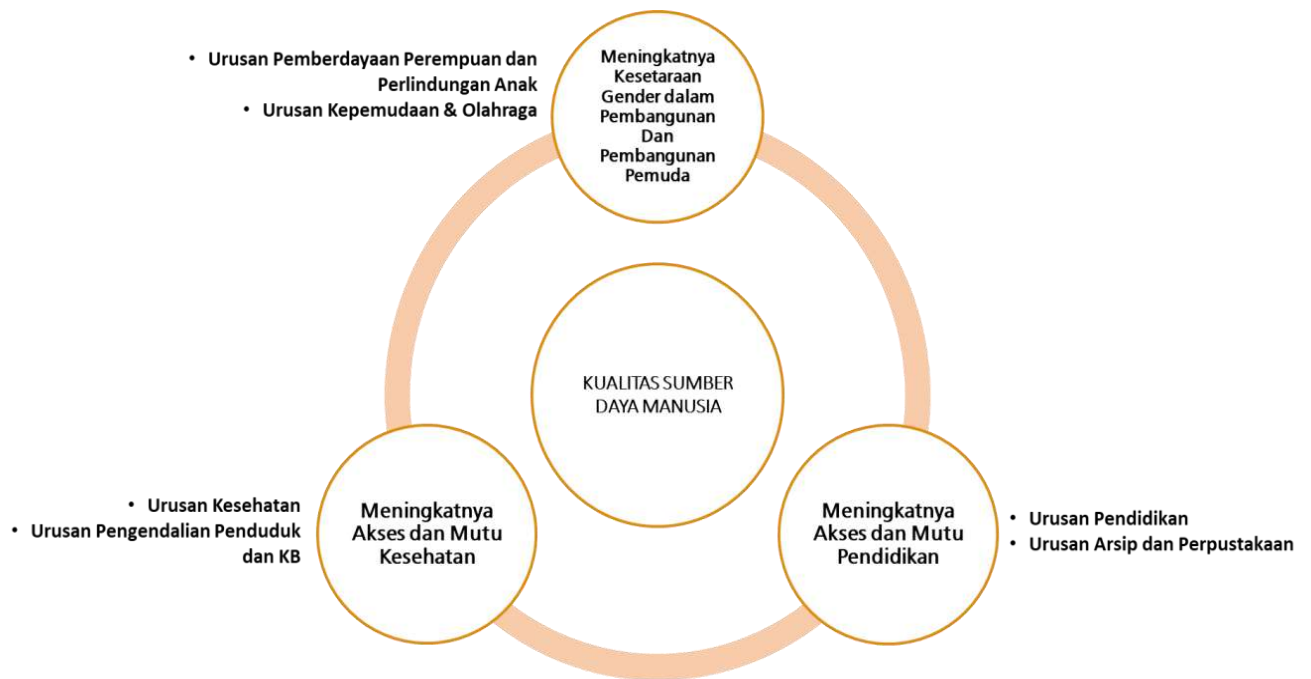 • Urusan Pemberdayaan Perempuan dan
Perlindungan Anak
• Urusan Kepemudaan & Olahraga
Meningkatnya
Kesetaraan
Gender dalam
Pembangunan
Dan
Pembangunan
Pemuda
KUALITAS SUMBER
DAYA MANUSIA
• Urusan Kesehatan
• Urusan Pengendalian Penduduk
dan KB
Meningkatnya
Akses dan Mutu
Kesehatan
Meningkatnya
Akses dan Mutu
Pendidikan
• Urusan Pendidikan
• Urusan Arsip dan Perpustakaan